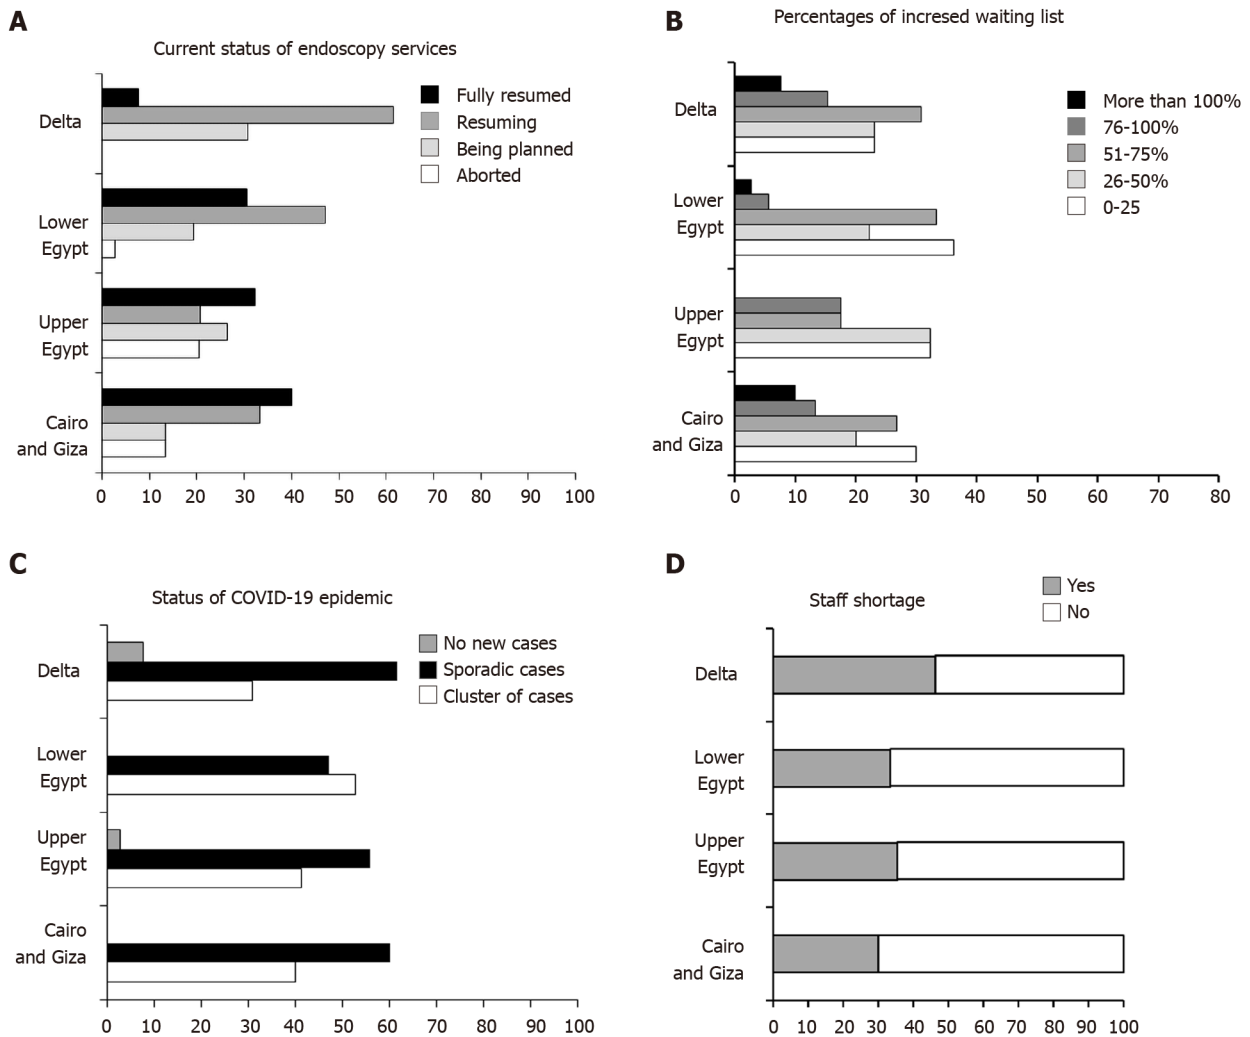 A
Current status of endoscopy services
Fully resumed
Resuming
Being planned
Aborted
Delta
Lower
Egypt
Upper
Egypt
Cairo
and Giza
0 10 20 30 40 50 60 70 80 90 100
B
Percentages of incresed waiting list
More than 100%
76-100%
51-75%
26-50%
0-25
Delta
Lower
Egypt
Upper
Egypt
Cairo
and Giza
0 10 20 30 40 50 60 70 80
C
Status of COVID-19 epidemic
No new cases
Sporadic cases
Cluster of cases
Delta
Lower
Egypt
Upper
Egypt
Cairo
and Giza
0 10 20 30 40 50 60 70 80 90 100
D
Staff shortage
Yes
No
Delta
Lower
Egypt
Upper
Egypt
Cairo
and Giza
0 10 20 30 40 50 60 70 80 90 100